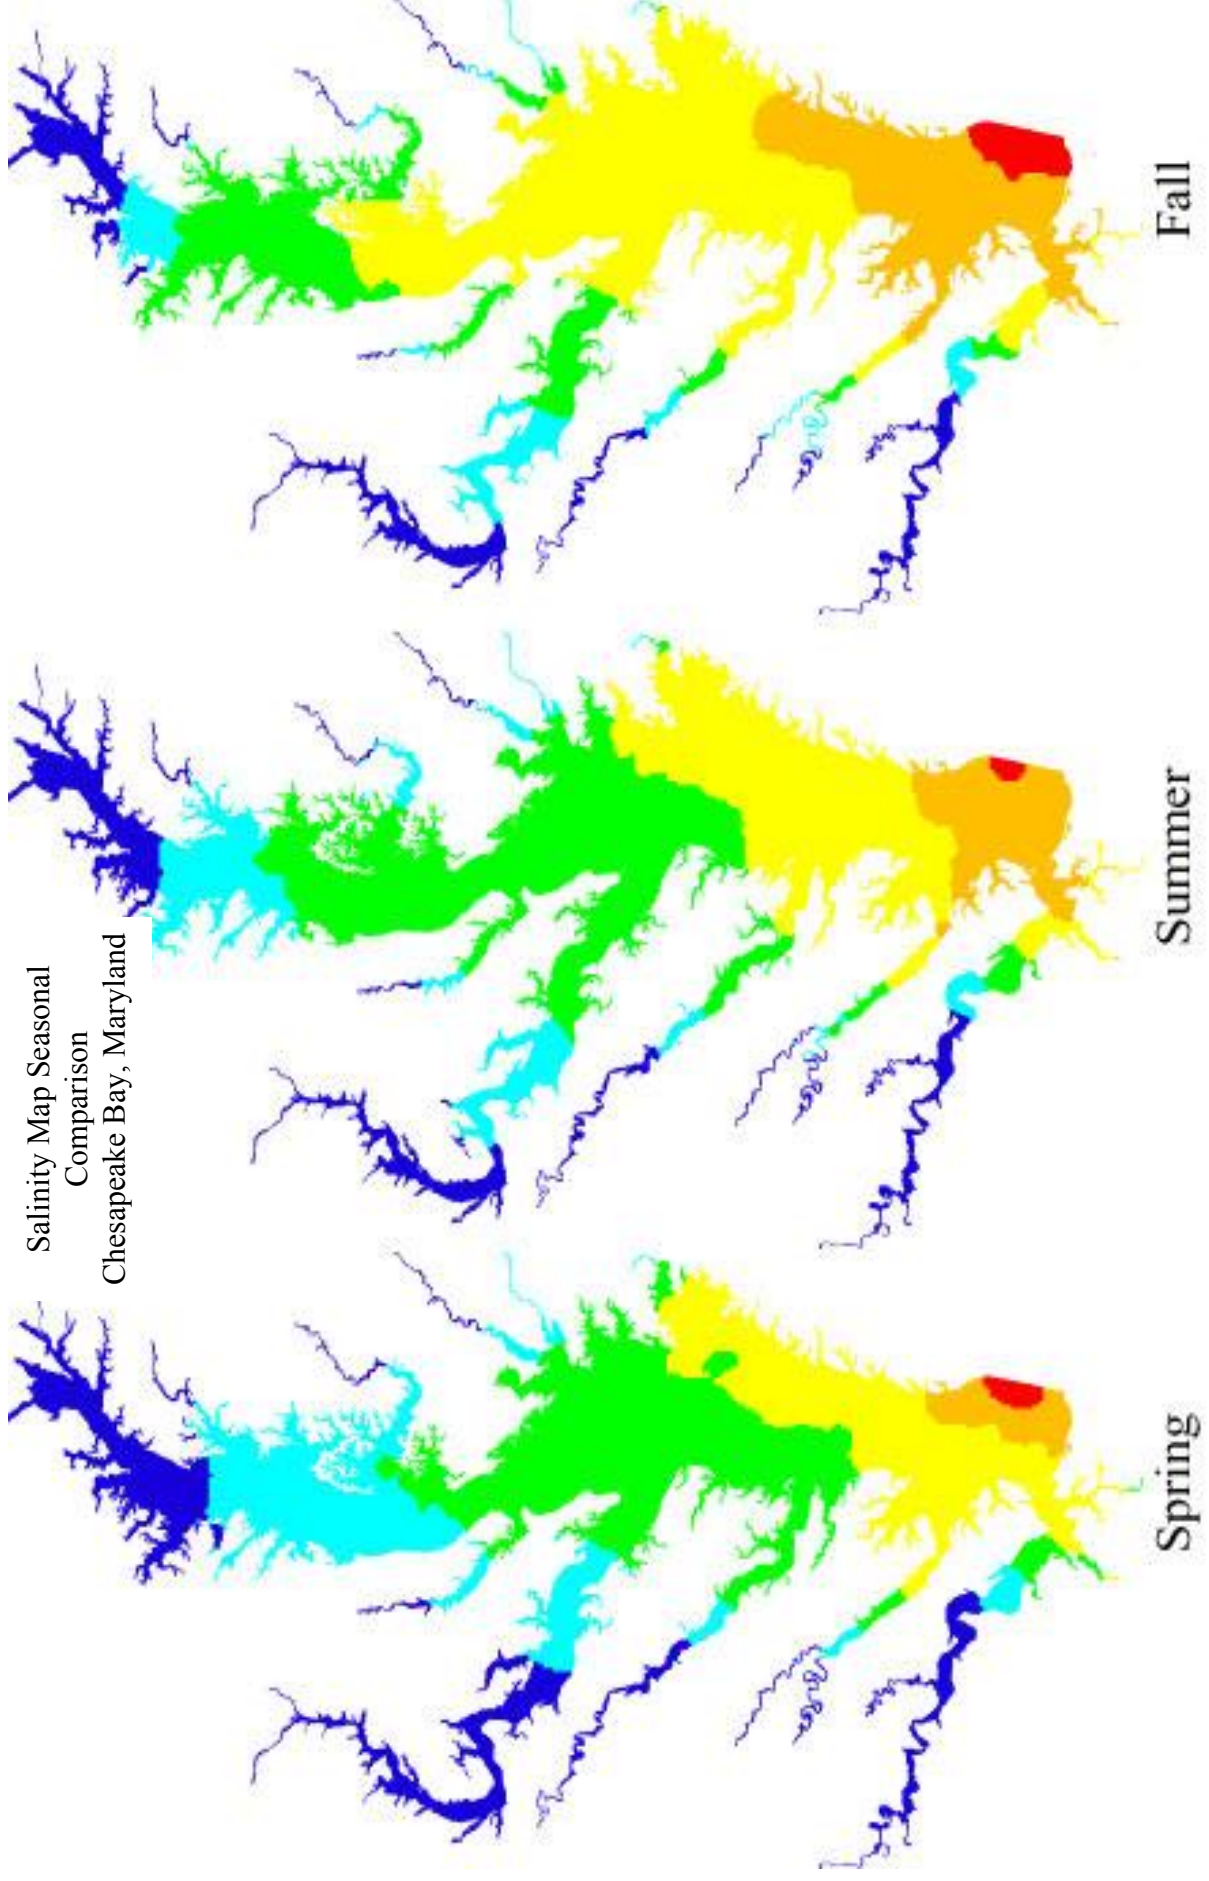 Salinity Map Seasonal
Comparison
Chesapeake Bay, Maryland
Spring
Summer
Fall